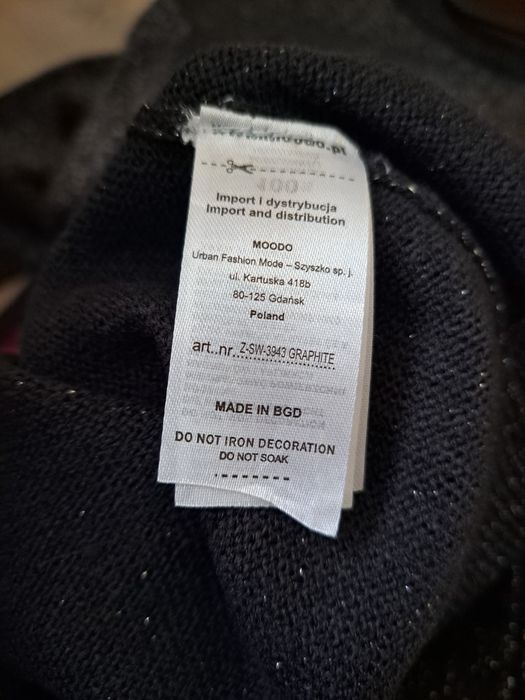 Import i dystrybucja
Import and distribution
MOODO
Urban Fashion Mode – Szyszko sp. j.
ul. Kartuska 418b
80-125 Gdańsk
Poland
art..nr. Z-SW-3943 GRAPHITE
MADE IN BGD
DO NOT IRON DECORATION
DO NOT SOAK